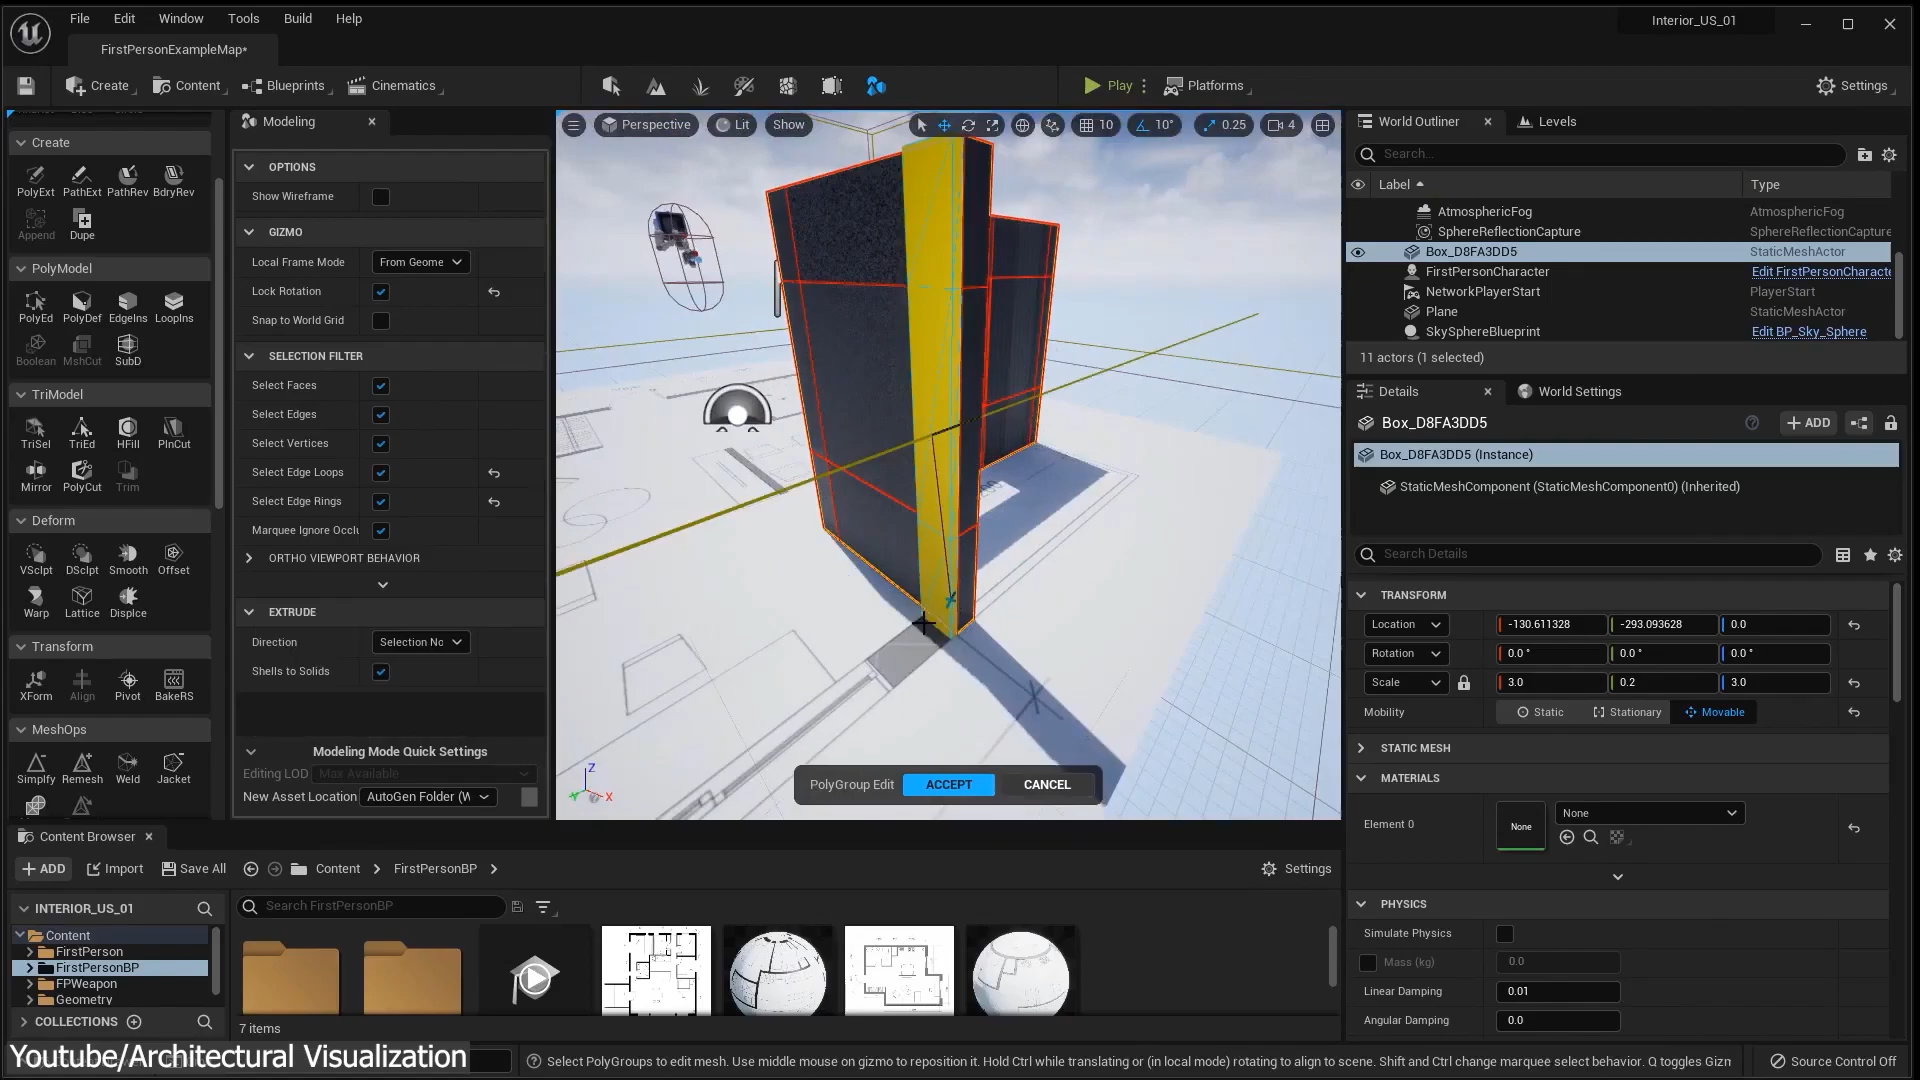 File Edit Window Tools Build Help
Interior_US_01
FirstPersonExampleMap*
Create Content Blueprints Cinematics
Play Platforms Settings
Create
PolyExt PathExt PathRev BdryRev
Append Dupe
PolyModel
PolyEd PolyDef EdgeIns LoopIns
Boolean MshCut SubD
TriModel
TriSel TriEd HFill PlnCut
Mirror PolyCut Trim
Deform
VSclpt DSclpt Smooth Offset
Warp Lattice Displce
Transform
XForm Align Pivot BakeRS
MeshOps
Simplfy Remesh Weld Jacket
Modeling
OPTIONS
Show Wireframe
GIZMO
Local Frame Mode From Geome
Lock Rotation
Snap to World Grid
SELECTION FILTER
Select Faces
Select Edges
Select Vertices
Select Edge Loops
Select Edge Rings
Marquee Ignore Occlu
ORTHO VIEWPORT BEHAVIOR
EXTRUDE
Direction Selection No
Shells to Solids
Modeling Mode Quick Settings
Editing LOD Max Available
New Asset Location AutoGen Folder (W
Perspective Lit Show 10 10° 0.25 4
Z
Y X
PolyGroup Edit ACCEPT CANCEL
World Outliner Levels
Search...
Label Type
AtmosphericFog AtmosphericFog
SphereReflectionCapture SphereReflectionCapture
Box_D8FA3DD5 StaticMeshActor
FirstPersonCharacter Edit FirstPersonCharacte
NetworkPlayerStart PlayerStart
Plane StaticMeshActor
SkySphereBlueprint Edit BP_Sky_Sphere
11 actors (1 selected)
Details World Settings
Box_D8FA3DD5 ADD
Box_D8FA3DD5 (Instance)
StaticMeshComponent (StaticMeshComponent0) (Inherited)
Search Details
TRANSFORM
Location -130.611328 -293.093628 0.0
Rotation 0.0 ° 0.0 ° 0.0 °
Scale 3.0 0.2 3.0
Mobility Static Stationary Movable
STATIC MESH
MATERIALS
Element 0 None None
PHYSICS
Simulate Physics
Mass (kg) 0.0
Linear Damping 0.01
Angular Damping 0.0
Content Browser
ADD Import Save All Content FirstPersonBP Settings
INTERIOR_US_01
Content
FirstPerson
FirstPersonBP
FPWeapon
Geometry
COLLECTIONS
Search FirstPersonBP
7 items
Youtube/Architectural Visualization
Select PolyGroups to edit mesh. Use middle mouse on gizmo to reposition it. Hold Ctrl while translating or (in local mode) rotating to align to scene. Shift and Ctrl change marquee select behavior. Q toggles Gizm
Source Control Off